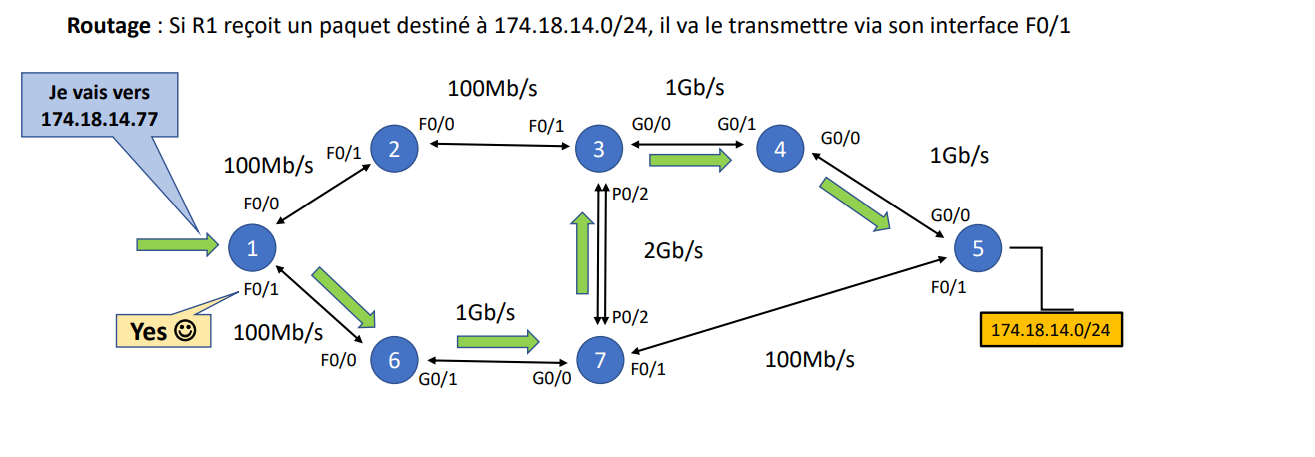 Routage : Si R1 reçoit un paquet destiné à 174.18.14.0/24, il va le transmettre via son interface F0/1
Je vais vers
174.18.14.77
100Mb/s
1Gb/s
F0/0
F0/1
G0/0
G0/1
2
3
4
G0/0
F0/1
100Mb/s
1Gb/s
P0/2
F0/0
G0/0
1
5
2Gb/s
F0/1
F0/1
Yes
100Mb/s
1Gb/s
P0/2
174.18.14.0/24
F0/0
6
7
100Mb/s
G0/1
G0/0
F0/1